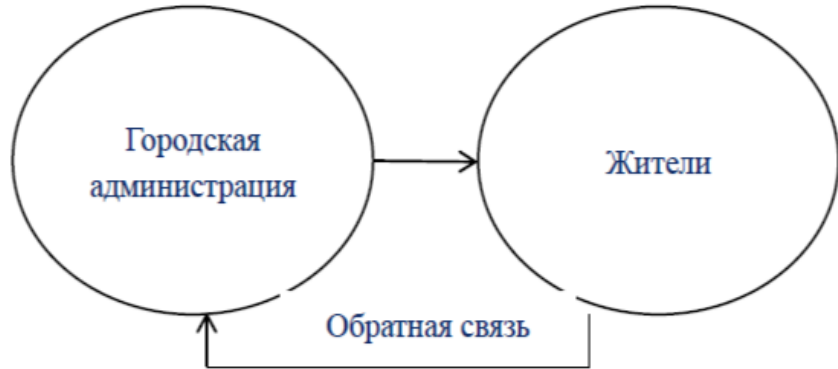 Городская
администрация
Жители
Обратная связь